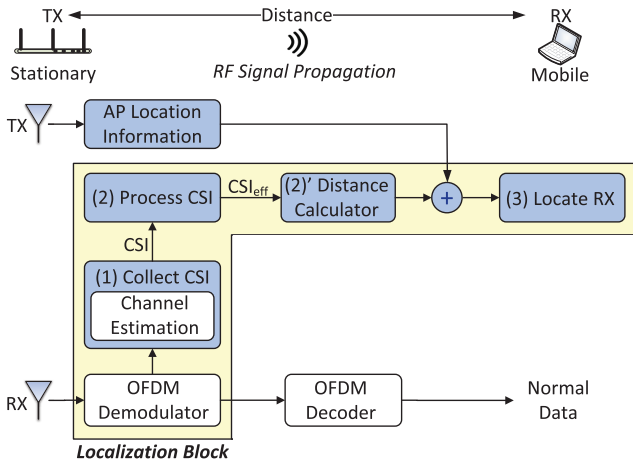 TX
Distance
RX
Stationary
RF Signal Propagation
Mobile
TX
AP Location
Information
(2) Process CSI
CSIeff
(2)' Distance
Calculator
+
(3) Locate RX
CSI
(1) Collect CSI
Channel
Estimation
RX
OFDM
Demodulator
OFDM
Decoder
Normal
Data
Localization Block